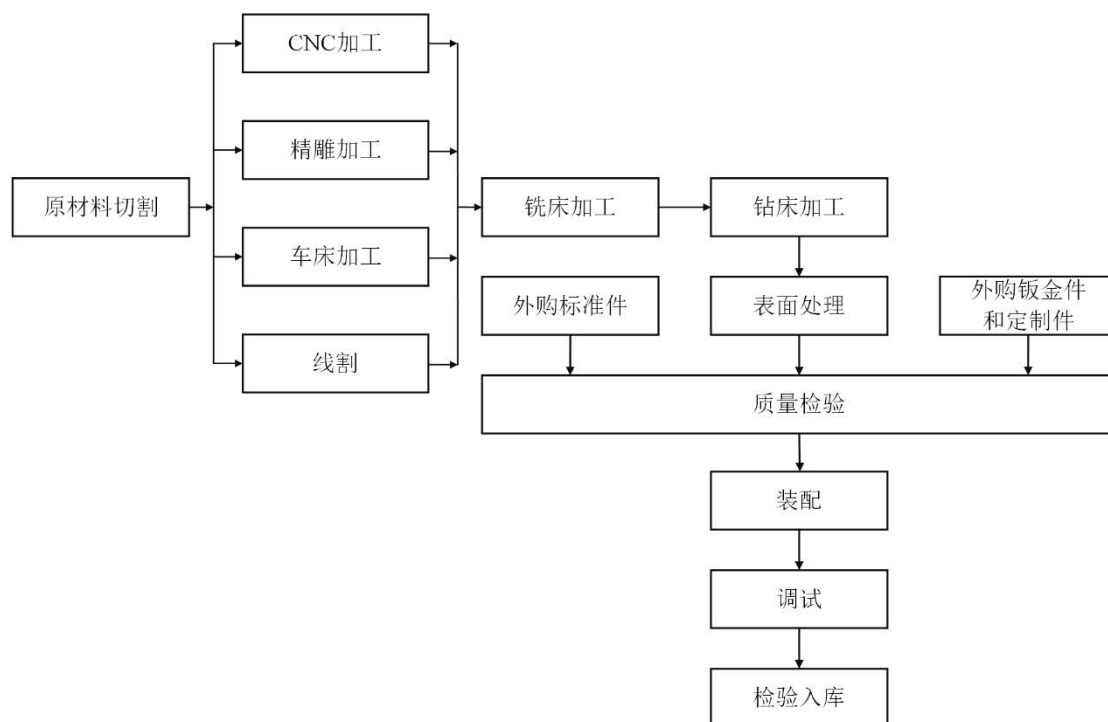 CNC加工
精雕加工
原材料切割
铣床加工
钻床加工
车床加工
外购标准件
表面处理
外购钣金件
和定制件
线割
质量检验
装配
调试
检验入库